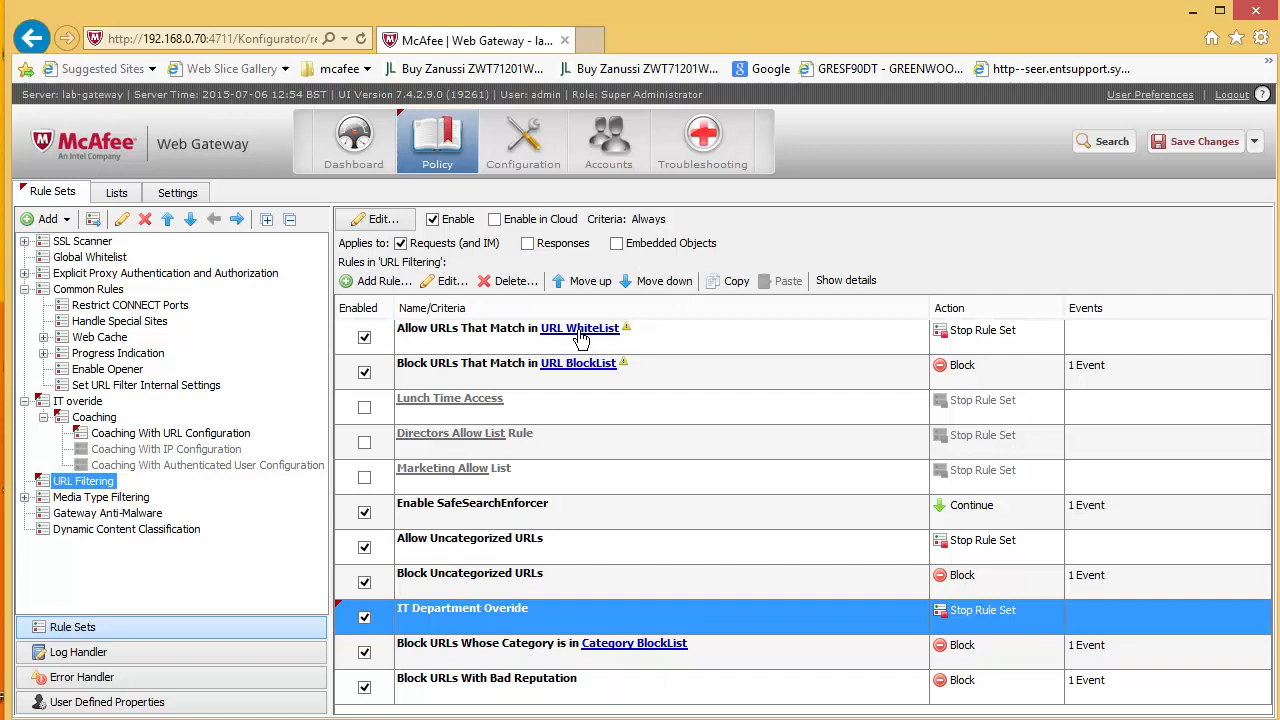 http://192.168.0.70:4711/Konfigurator/re
McAfee | Web Gateway - la...
Suggested Sites
Web Slice Gallery
mcafee
Buy Zanussi ZWT71201W...
Buy Zanussi ZWT71201W...
Google
GRESF90DT - GREENWOO...
http--seer.entsupport.sy...
Server: lab-gateway | Server Time: 2015-07-06 12:54 BST | UI Version 7.4.2.9.0 (19261) | User: admin | Role: Super Administrator
User Preferences
Logout
McAfee
An Intel Company
Web Gateway
Dashboard
Policy
Configuration
Accounts
Troubleshooting
Search
Save Changes
Rule Sets
Lists
Settings
Add
SSL Scanner
Global Whitelist
Explicit Proxy Authentication and Authorization
Common Rules
Restrict CONNECT Ports
Handle Special Sites
Web Cache
Progress Indication
Enable Opener
Set URL Filter Internal Settings
IT overide
Coaching
Coaching With URL Configuration
Coaching With IP Configuration
Coaching With Authenticated User Configuration
URL Filtering
Media Type Filtering
Gateway Anti-Malware
Dynamic Content Classification
Rule Sets
Log Handler
Error Handler
User Defined Properties
Edit...
Enable
Enable in Cloud
Criteria: Always
Applies to:
Requests (and IM)
Responses
Embedded Objects
Rules in 'URL Filtering':
Add Rule...
Edit...
Delete...
Move up
Move down
Copy
Paste
Show details
Enabled Name/Criteria Action Events
Allow URLs That Match in URL WhiteList Stop Rule Set
Block URLs That Match in URL BlockList Block 1 Event
Lunch Time Access Stop Rule Set
Directors Allow List Rule Stop Rule Set
Marketing Allow List Stop Rule Set
Enable SafeSearchEnforcer Continue 1 Event
Allow Uncategorized URLs Stop Rule Set
Block Uncategorized URLs Block 1 Event
IT Department Overide Stop Rule Set
Block URLs Whose Category is in Category BlockList Block 1 Event
Block URLs With Bad Reputation Block 1 Event